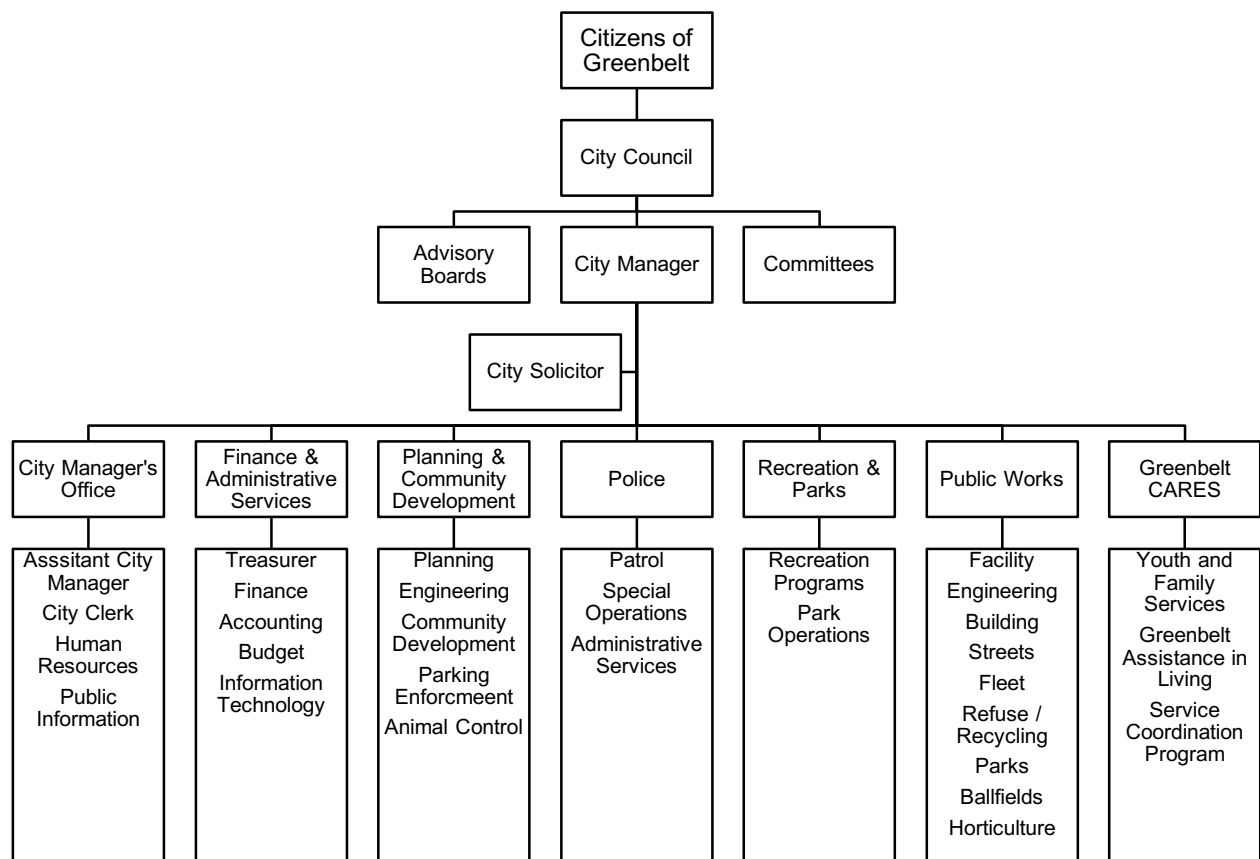 Citizens of
Greenbelt
City Council
Advisory
Boards
City Manager
Committees
City Solicitor
City Manager's
Office
Finance &
Administrative
Services
Planning &
Community
Development
Police
Recreation &
Parks
Public Works
Greenbelt
CARES
Asssitant City
Manager
City Clerk
Human
Resources
Public
Information
Treasurer
Finance
Accounting
Budget
Information
Technology
Planning
Engineering
Community
Development
Parking
Enforcmeent
Animal Control
Patrol
Special
Operations
Administrative
Services
Recreation
Programs
Park
Operations
Facility
Engineering
Building
Streets
Fleet
Refuse /
Recycling
Parks
Ballfields
Horticulture
Youth and
Family
Services
Greenbelt
Assistance in
Living
Service
Coordination
Program